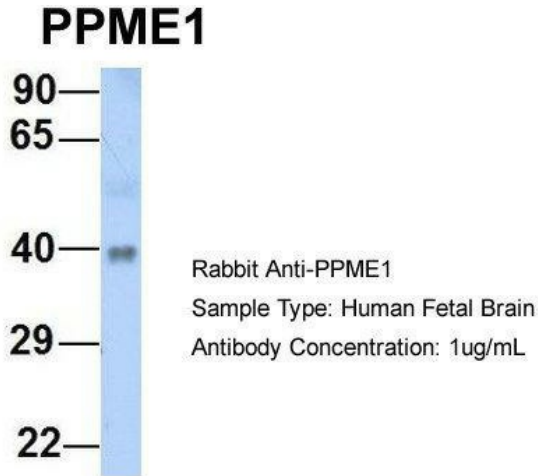 PPME1
90
65
40
29
22
Rabbit Anti-PPME1
Sample Type: Human Fetal Brain
Antibody Concentration: 1ug/mL